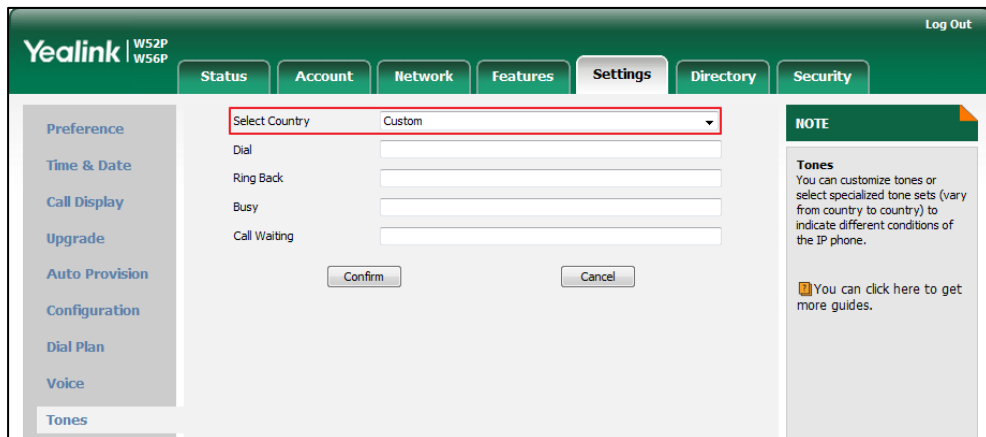 Log Out
Yealink W52P
W56P
Status Account Network Features Settings Directory Security
Preference
Time & Date
Call Display
Upgrade
Auto Provision
Configuration
Dial Plan
Voice
Tones
Select Country Custom
Dial
Ring Back
Busy
Call Waiting
Confirm Cancel
NOTE
Tones
You can customize tones or
select specialized tone sets (vary
from country to country) to
indicate different conditions of
the IP phone.
You can click here to get
more guides.